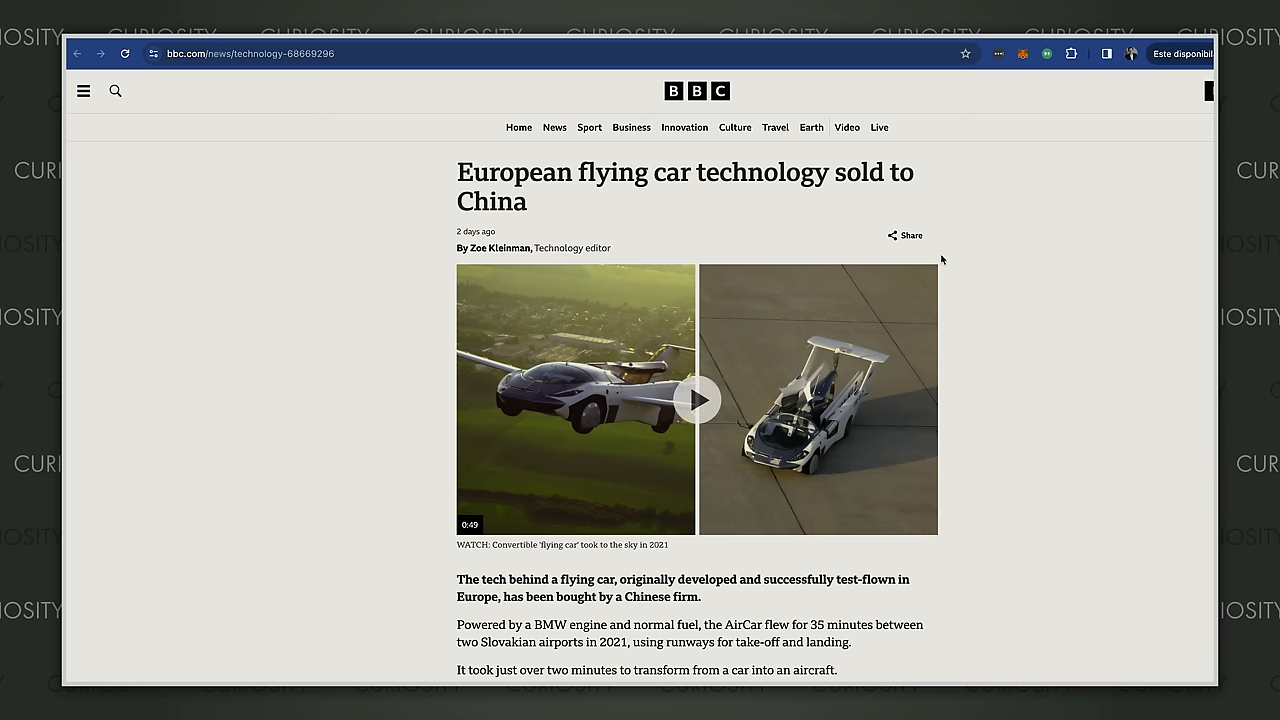 CURIOSITY CURIOSITY CURIOSITY CURIOSITY CURIOSITY CURIOSITY
bbc.com/news/technology-68669296
Este disponibil
BBC
Home News Sport Business Innovation Culture Travel Earth Video Live
European flying car technology sold to
China
2 days ago
Share
By Zoe Kleinman, Technology editor
0:49
WATCH: Convertible 'flying car' took to the sky in 2021
The tech behind a flying car, originally developed and successfully test-flown in
Europe, has been bought by a Chinese firm.
Powered by a BMW engine and normal fuel, the AirCar flew for 35 minutes between
two Slovakian airports in 2021, using runways for take-off and landing.
It took just over two minutes to transform from a car into an aircraft.